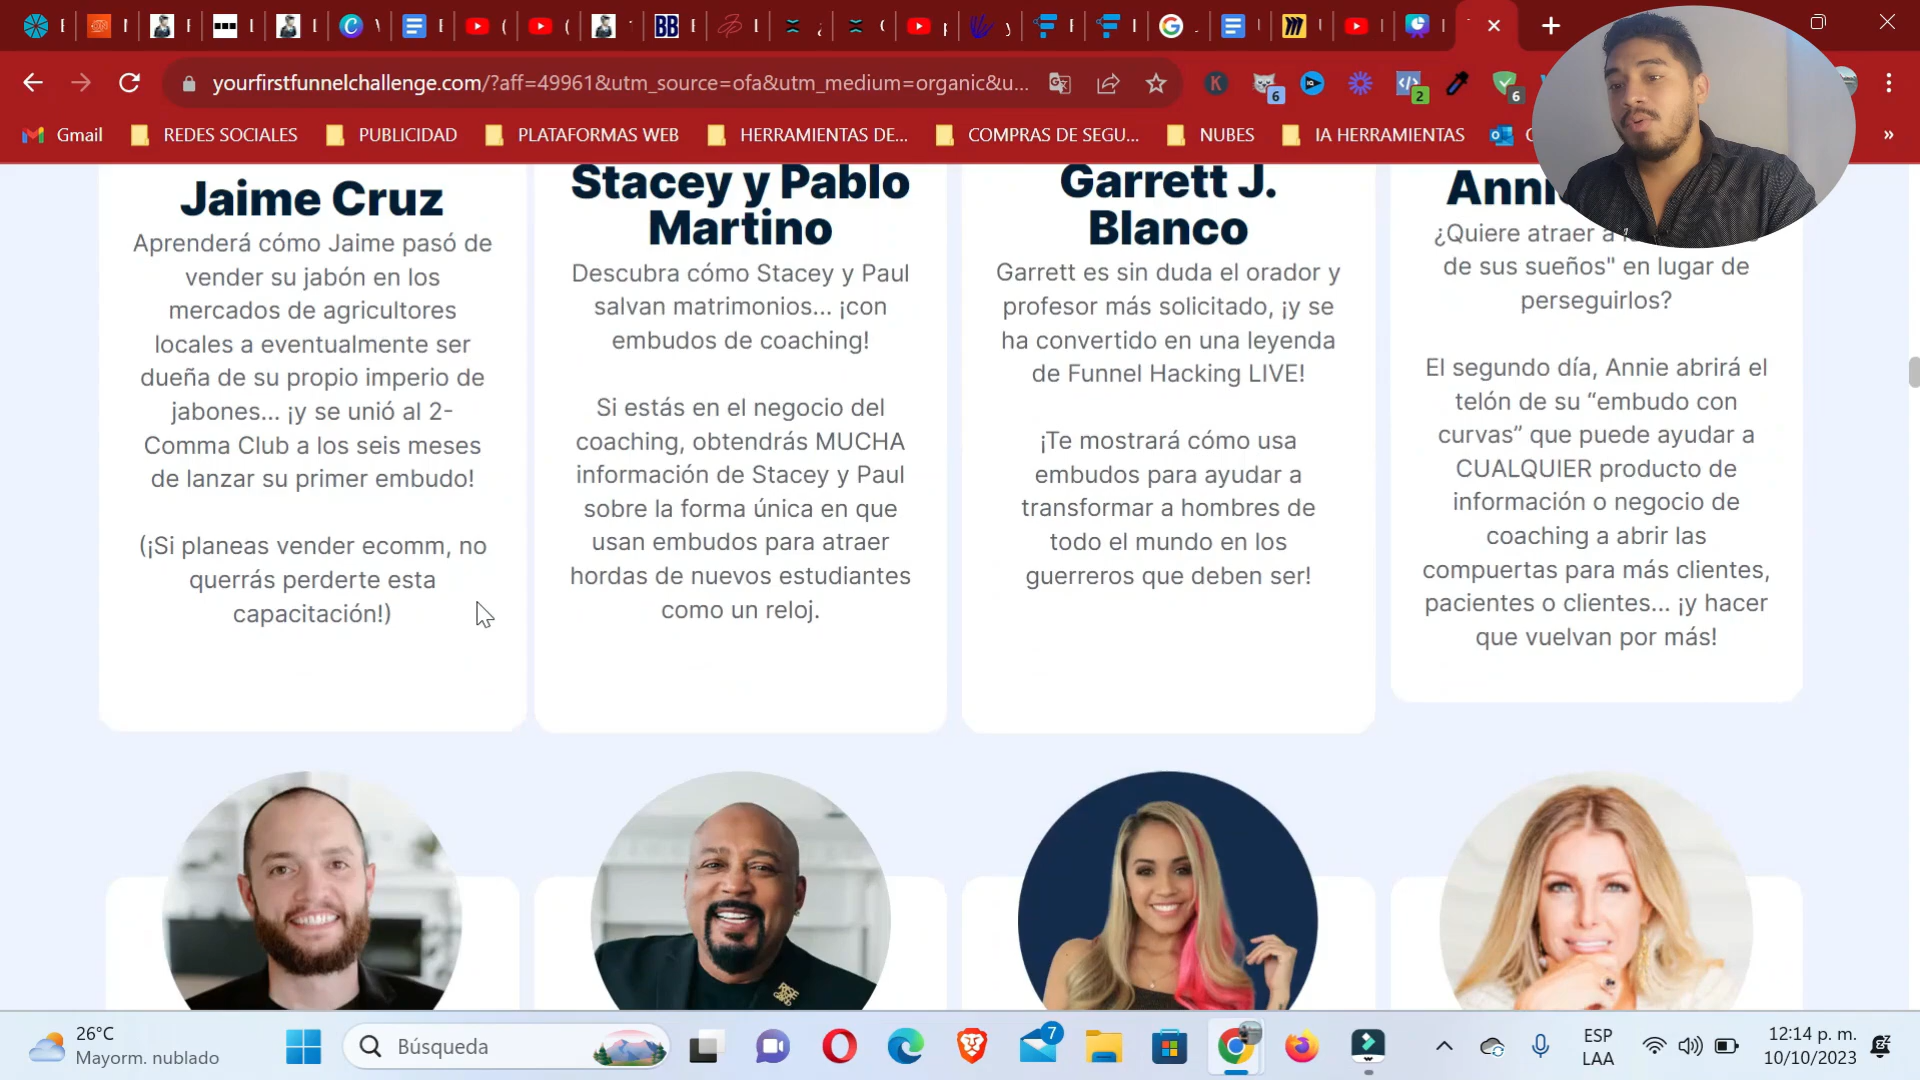 yourfirstfunnelchallenge.com/?aff=49961&utm_source=ofa&utm_medium=organic&u...
6
2
6
Gmail
REDES SOCIALES
PUBLICIDAD
PLATAFORMAS WEB
HERRAMIENTAS DE...
COMPRAS DE SEGU...
NUBES
IA HERRAMIENTAS
»
Jaime Cruz
Aprenderá cómo Jaime pasó de
vender su jabón en los
mercados de agricultores
locales a eventualmente ser
dueña de su propio imperio de
jabones... ¡y se unió al 2-
Comma Club a los seis meses
de lanzar su primer embudo!
(¡Si planeas vender ecomm, no
querrás perderte esta
capacitación!)
Stacey y Pablo
Martino
Descubra cómo Stacey y Paul
salvan matrimonios... ¡con
embudos de coaching!
Si estás en el negocio del
coaching, obtendrás MUCHA
información de Stacey y Paul
sobre la forma única en que
usan embudos para atraer
hordas de nuevos estudiantes
como un reloj.
Garrett J.
Blanco
Garrett es sin duda el orador y
profesor más solicitado, ¡y se
ha convertido en una leyenda
de Funnel Hacking LIVE!
¡Te mostrará cómo usa
embudos para ayudar a
transformar a hombres de
todo el mundo en los
guerreros que deben ser!
¿Quiere atraer a
de sus sueños" en lugar de
perseguirlos?
El segundo día, Annie abrirá el
telón de su “embudo con
curvas” que puede ayudar a
CUALQUIER producto de
información o negocio de
coaching a abrir las
compuertas para más clientes,
pacientes o clientes... ¡y hacer
que vuelvan por más!
26°C
Mayorm. nublado
Búsqueda
7
ESP
LAA
12:14 p. m.
10/10/2023